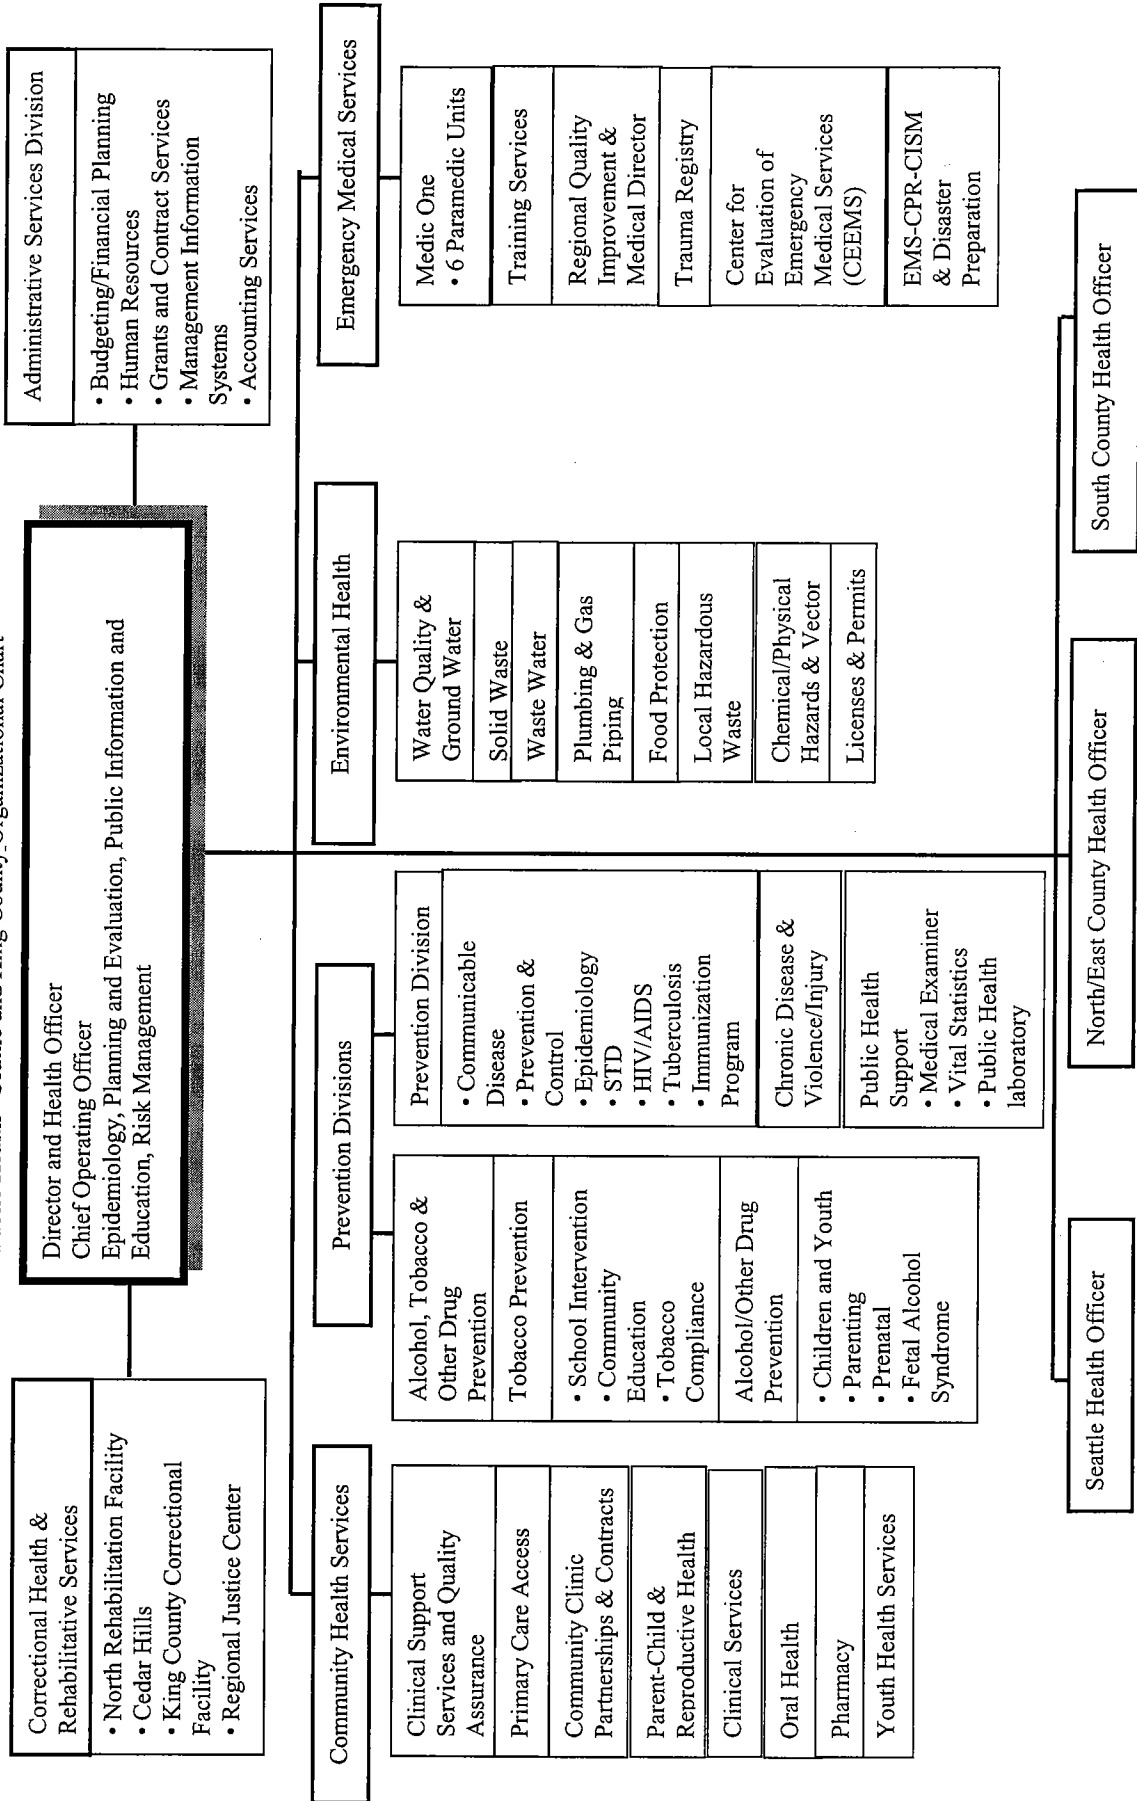 Seattle and King County Organizational Chart
Correctional Health &
Rehabilitative Services
• North Rehabilitation Facility
• Cedar Hills
• King County Correctional
Facility
• Regional Justice Center
Director and Health Officer
Chief Operating Officer
Epidemiology, Planning and Evaluation, Public Information and
Education, Risk Management
Administrative Services Division
• Budgeting/Financial Planning
• Human Resources
• Grants and Contract Services
• Management Information
Systems
• Accounting Services
Community Health Services
Clinical Support
Services and Quality
Assurance
Primary Care Access
Community Clinic
Partnerships & Contracts
Parent-Child &
Reproductive Health
Clinical Services
Oral Health
Pharmacy
Youth Health Services
Prevention Divisions
Alcohol, Tobacco &
Other Drug
Prevention
Tobacco Prevention
• School Intervention
• Community
Education
• Tobacco
Compliance
Alcohol/Other Drug
Prevention
• Children and Youth
• Parenting
• Prenatal
• Fetal Alcohol
Syndrome
Prevention Division
• Communicable
Disease
• Prevention &
Control
• Epidemiology
• STD
• HIV/AIDS
• Tuberculosis
• Immunization
Program
Chronic Disease &
Violence/Injury
Public Health
Support
• Medical Examiner
• Vital Statistics
• Public Health
laboratory
Environmental Health
Water Quality &
Ground Water
Solid Waste
Waste Water
Plumbing & Gas
Piping
Food Protection
Local Hazardous
Waste
Chemical/Physical
Hazards & Vector
Licenses & Permits
Emergency Medical Services
Medic One
• 6 Paramedic Units
Training Services
Regional Quality
Improvement &
Medical Director
Trauma Registry
Center for
Evaluation of
Emergency
Medical Services
(CEEMS)
EMS-CPR-CISM
& Disaster
Preparation
Seattle Health Officer
North/East County Health Officer
South County Health Officer